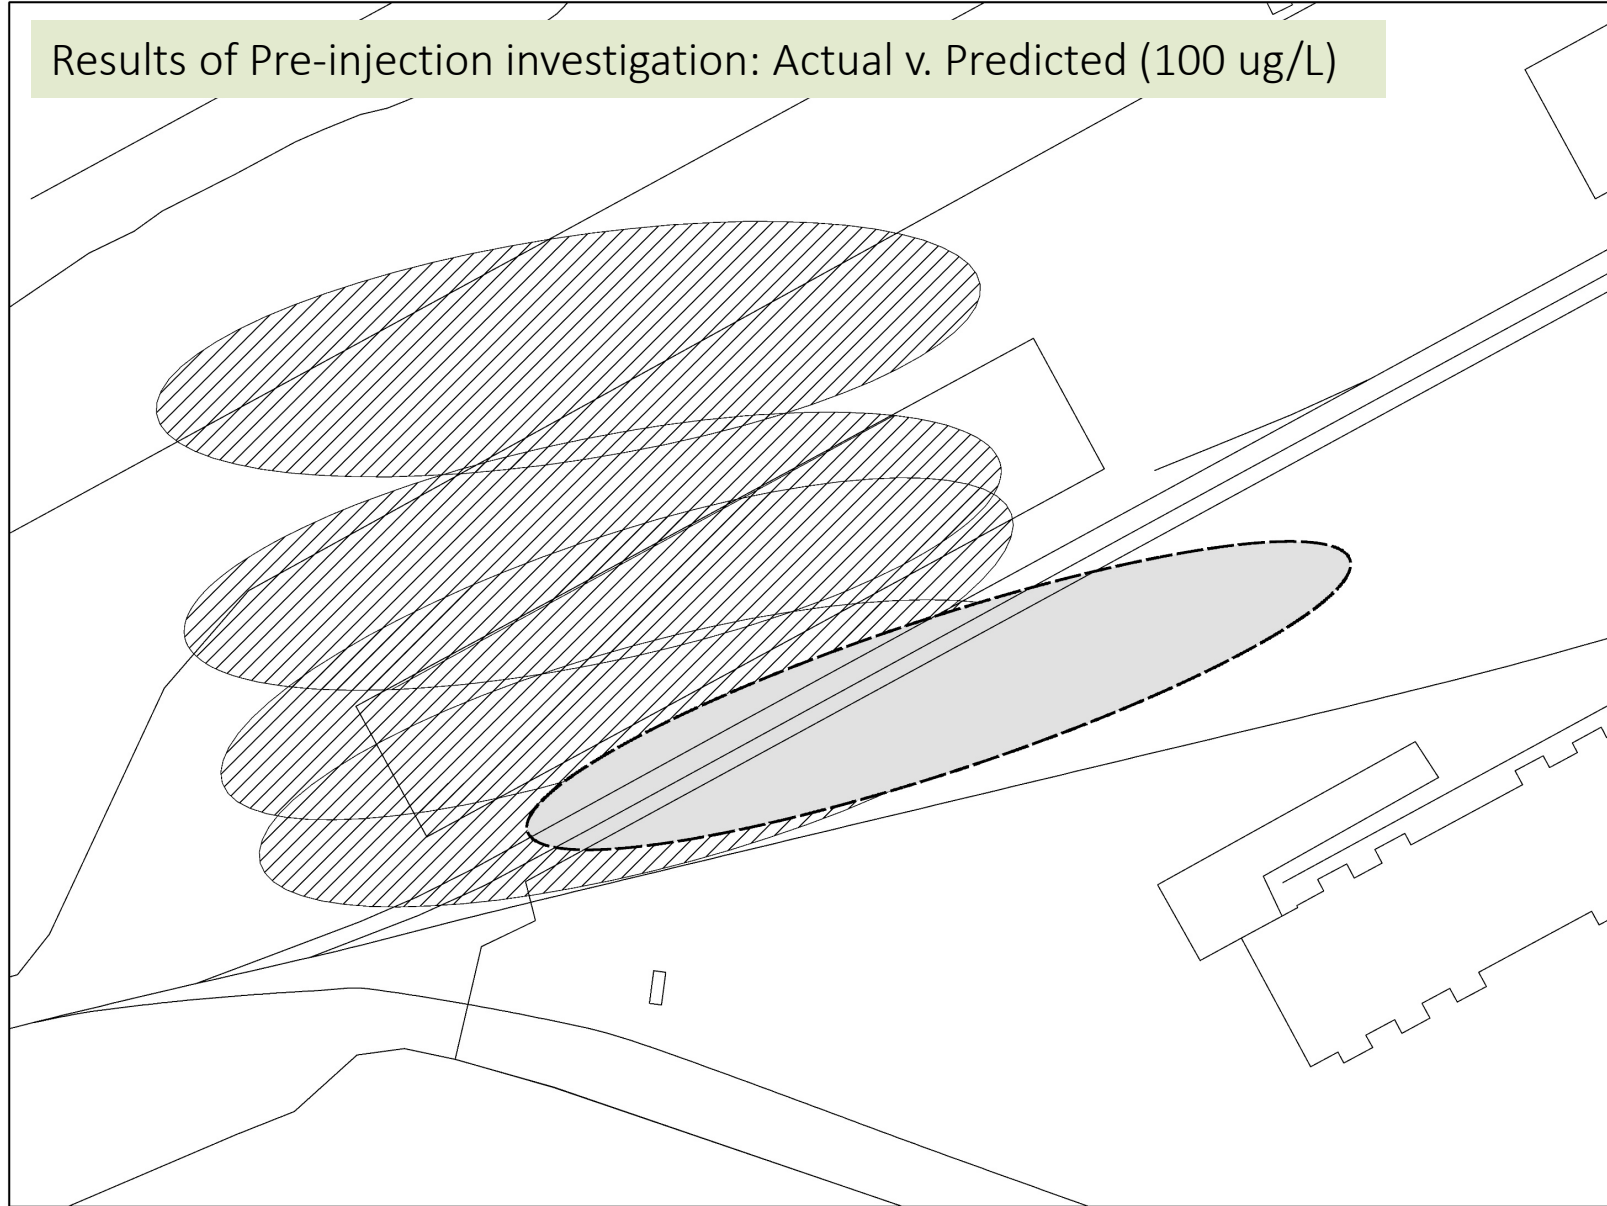 Results of Pre-injection investigation: Actual v. Predicted (100 ug/L)